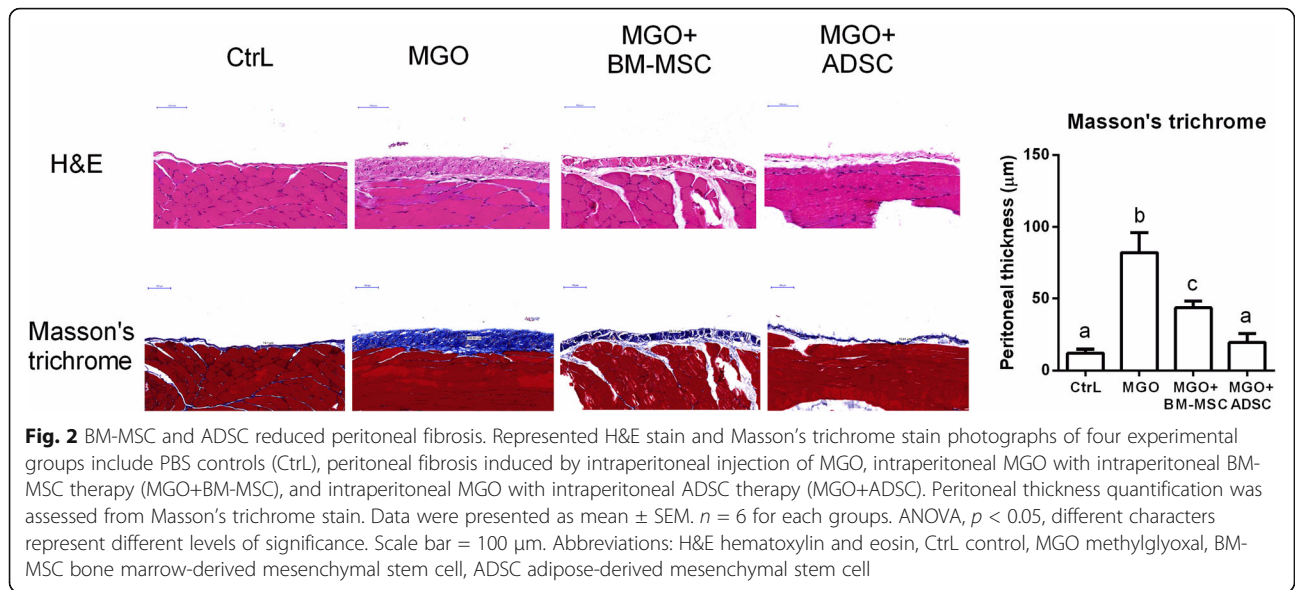 CtrL
MGO
MGO+
BM-MSC
MGO+
ADSC
H&E
Masson's
trichrome
Masson's trichrome
Peritoneal thickness (μm)
150
100
50
0
a
b
c
a
CtrL
MGO
MGO+
BM-MSC
MGO+
ADSC
Fig. 2 BM-MSC and ADSC reduced peritoneal fibrosis. Represented H&E stain and Masson's trichrome stain photographs of four experimental
groups include PBS controls (CtrL), peritoneal fibrosis induced by intraperitoneal injection of MGO, intraperitoneal MGO with intraperitoneal BM-
MSC therapy (MGO+BM-MSC), and intraperitoneal MGO with intraperitoneal ADSC therapy (MGO+ADSC). Peritoneal thickness quantification was
assessed from Masson's trichrome stain. Data were presented as mean ± SEM. n = 6 for each groups. ANOVA, p < 0.05, different characters
represent different levels of significance. Scale bar = 100 μm. Abbreviations: H&E hematoxylin and eosin, CtrL control, MGO methylglyoxal, BM-
MSC bone marrow-derived mesenchymal stem cell, ADSC adipose-derived mesenchymal stem cell